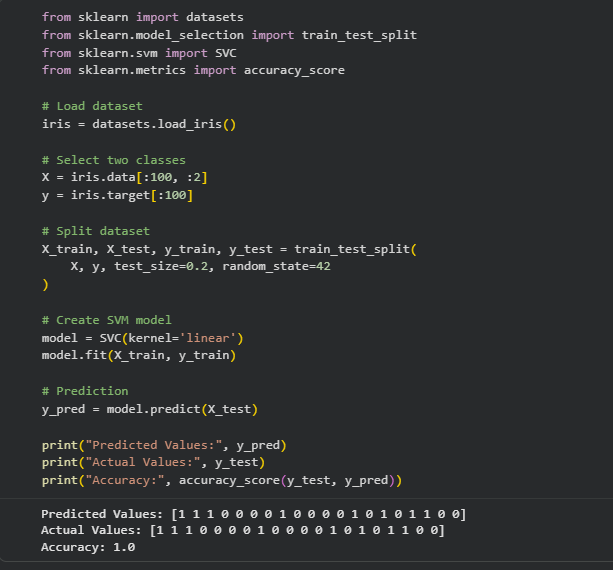 from sklearn import datasets
from sklearn.model_selection import train_test_split
from sklearn.svm import SVC
from sklearn.metrics import accuracy_score

# Load dataset
iris = datasets.load_iris()

# Select two classes
X = iris.data[:100, :2]
y = iris.target[:100]

# Split dataset
X_train, X_test, y_train, y_test = train_test_split(
    X, y, test_size=0.2, random_state=42
)

# Create SVM model
model = SVC(kernel='linear')
model.fit(X_train, y_train)

# Prediction
y_pred = model.predict(X_test)

print("Predicted Values:", y_pred)
print("Actual Values:", y_test)
print("Accuracy:", accuracy_score(y_test, y_pred))

Predicted Values: [1 1 1 0 0 0 0 1 0 0 0 0 1 0 1 0 1 1 0 0]
Actual Values: [1 1 1 0 0 0 0 1 0 0 0 0 1 0 1 0 1 1 0 0]
Accuracy: 1.0